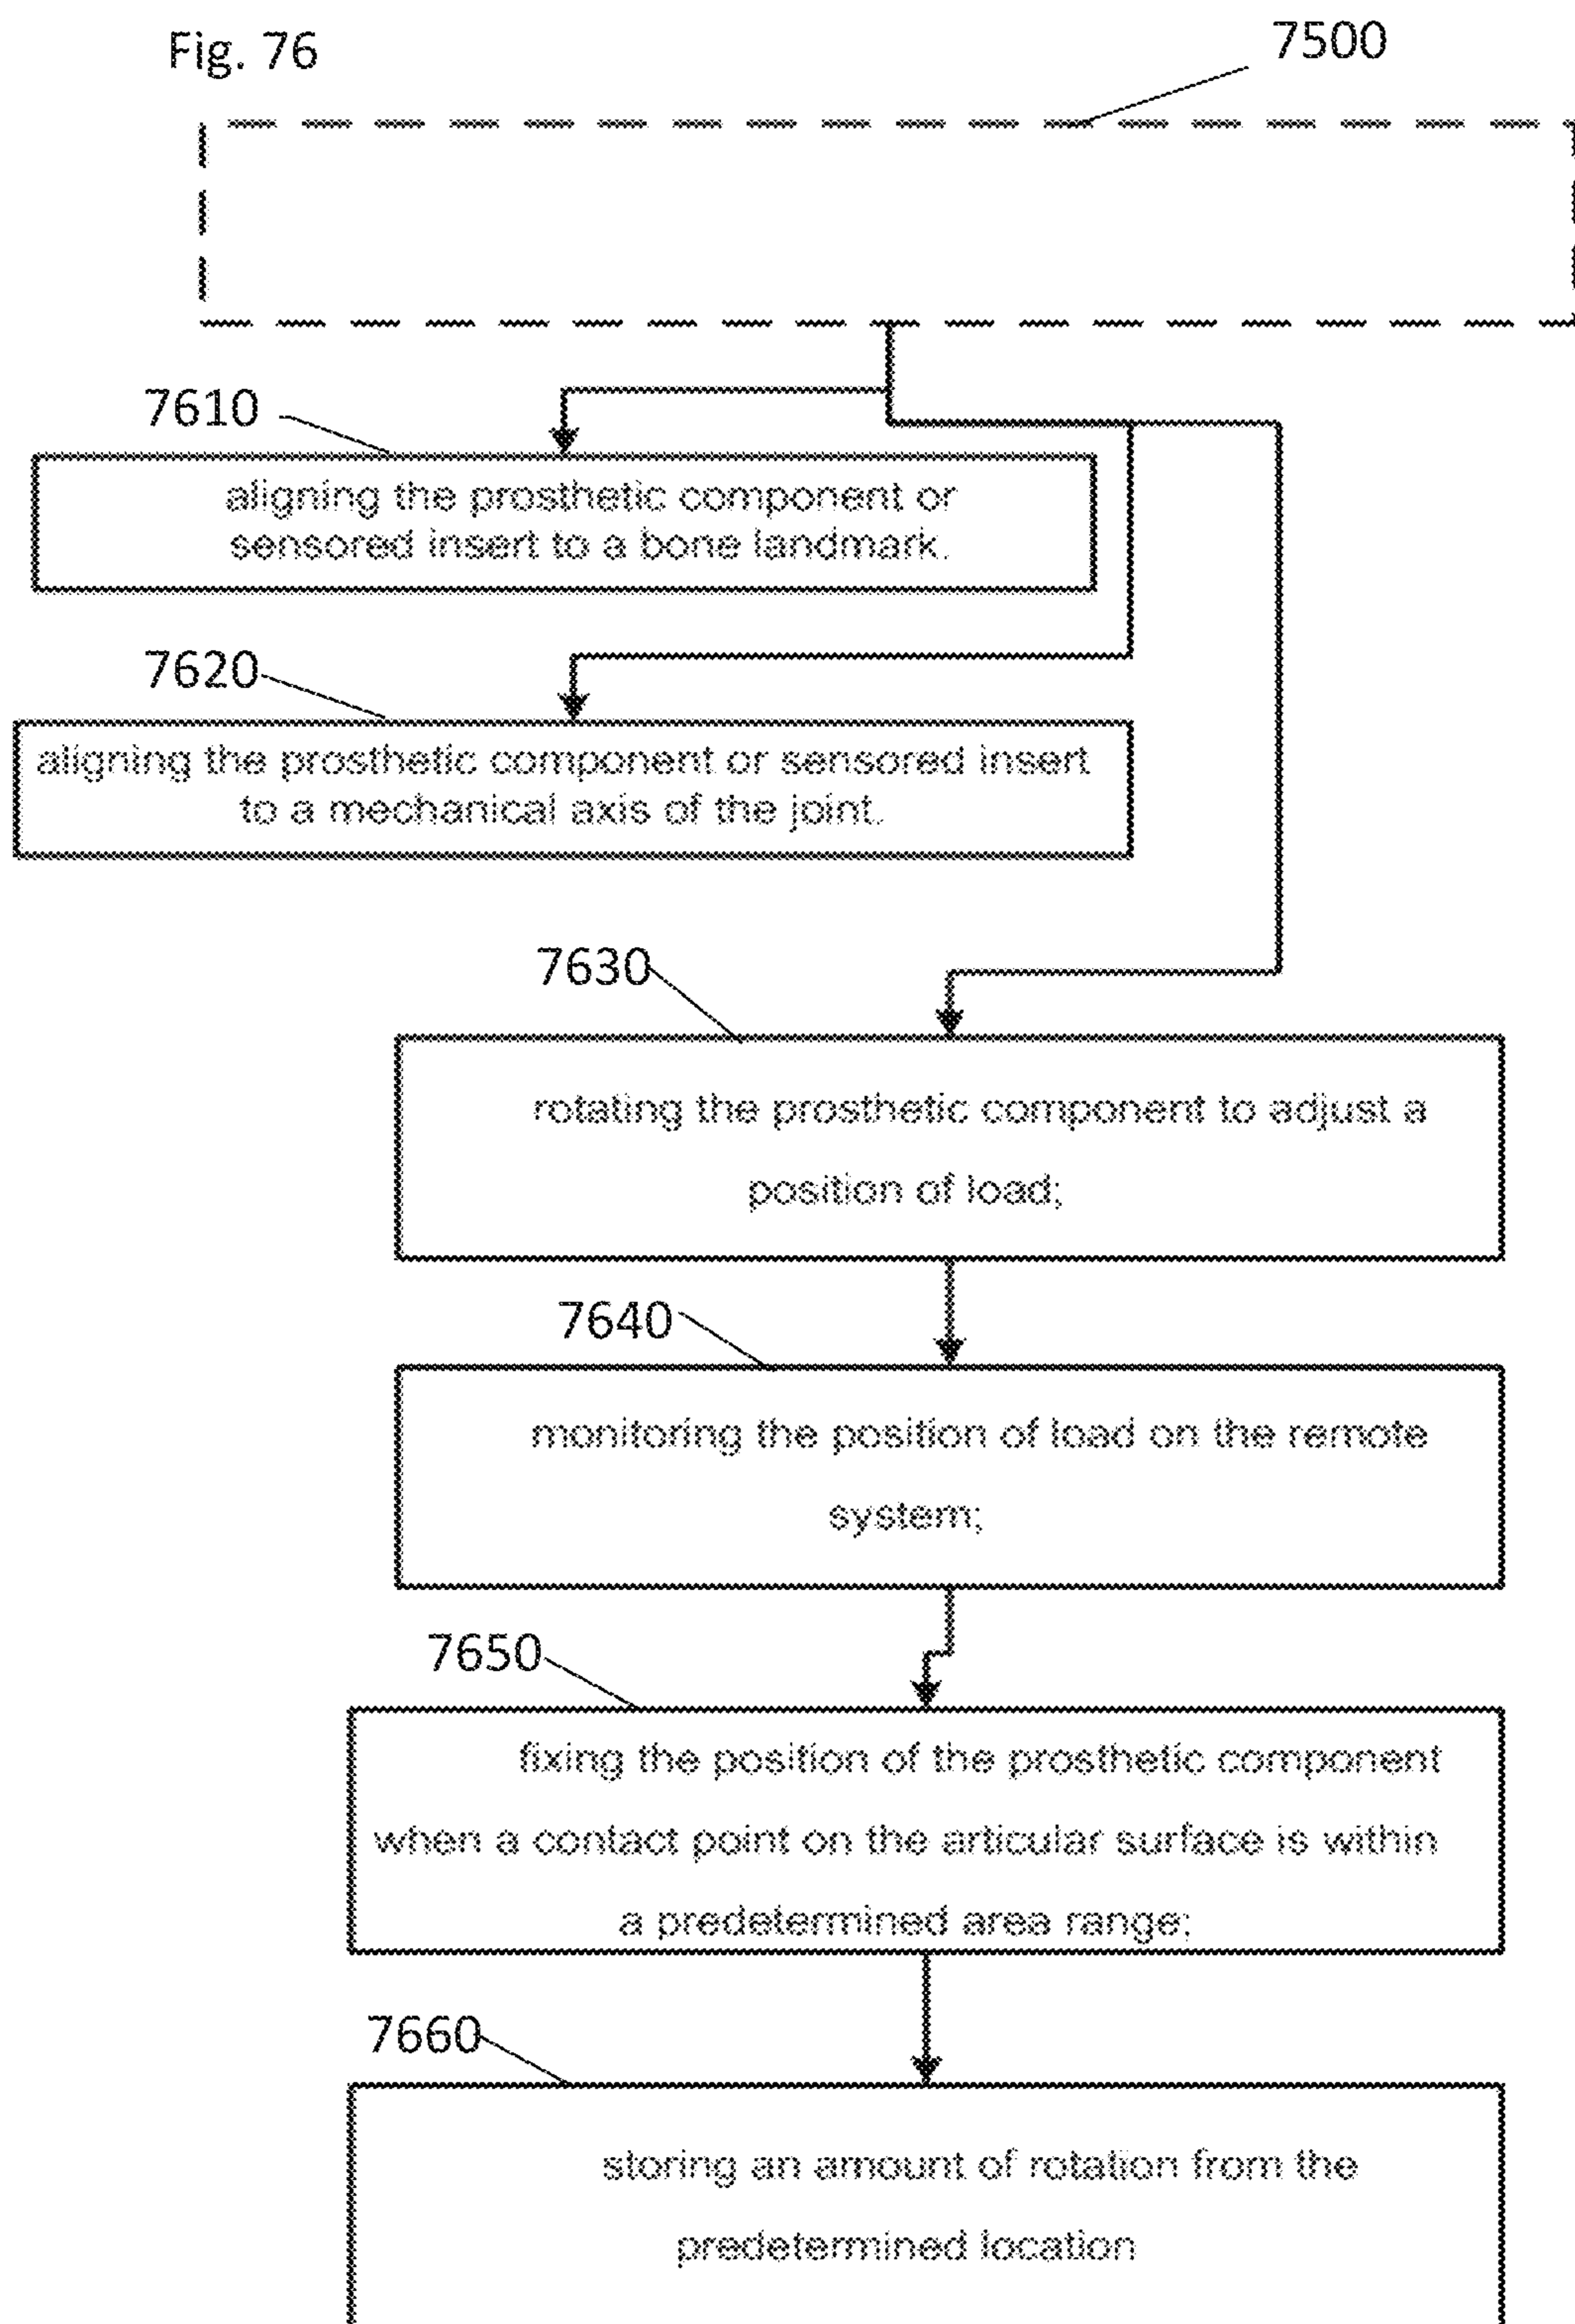 Fig. 76
7500
7610
aligning the prosthetic component or
sensored insert to a bone landmark.
7620
aligning the prosthetic component or sensored insert
to a mechanical axis of the joint.
7630
rotating the prosthetic component to adjust a
position of load;
7640
monitoring the position of load on the remote
system;
7650
fixing the position of the prosthetic component
when a contact point on the articular surface is within
a predetermined area range;
7660
storing an amount of rotation from the
predetermined location